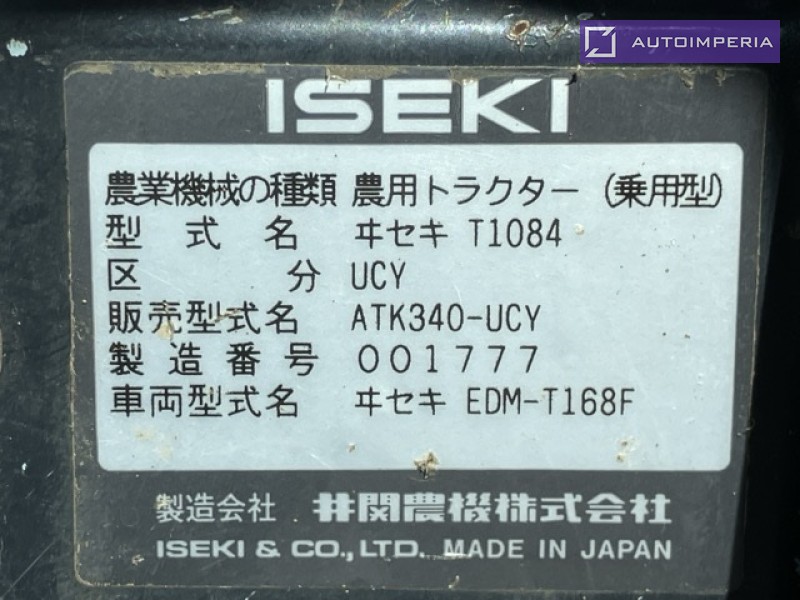 AUTOIMPERIA
ISEKI
農業機械の種類 農用トラクター (乗用型)
型式名 ヰセキ T1084
区分 UCY
販売型式名 ATK340-UCY
製造番号 001777
車両型式名 ヰセキ EDM-T168F
製造会社 井関農機株式会社
ISEKI & CO., LTD. MADE IN JAPAN